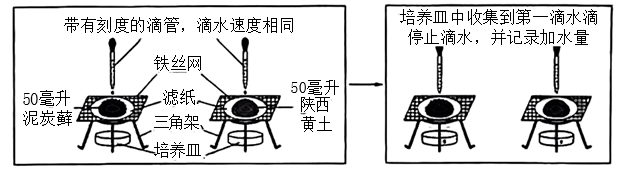 带有刻度的滴管，滴水速度相同
铁丝网
50毫升
泥炭藓
滤纸
三角架
培养皿
50毫升
陕西
黄土
培养皿中收集到第一滴水滴
停止滴水，并记录加水量